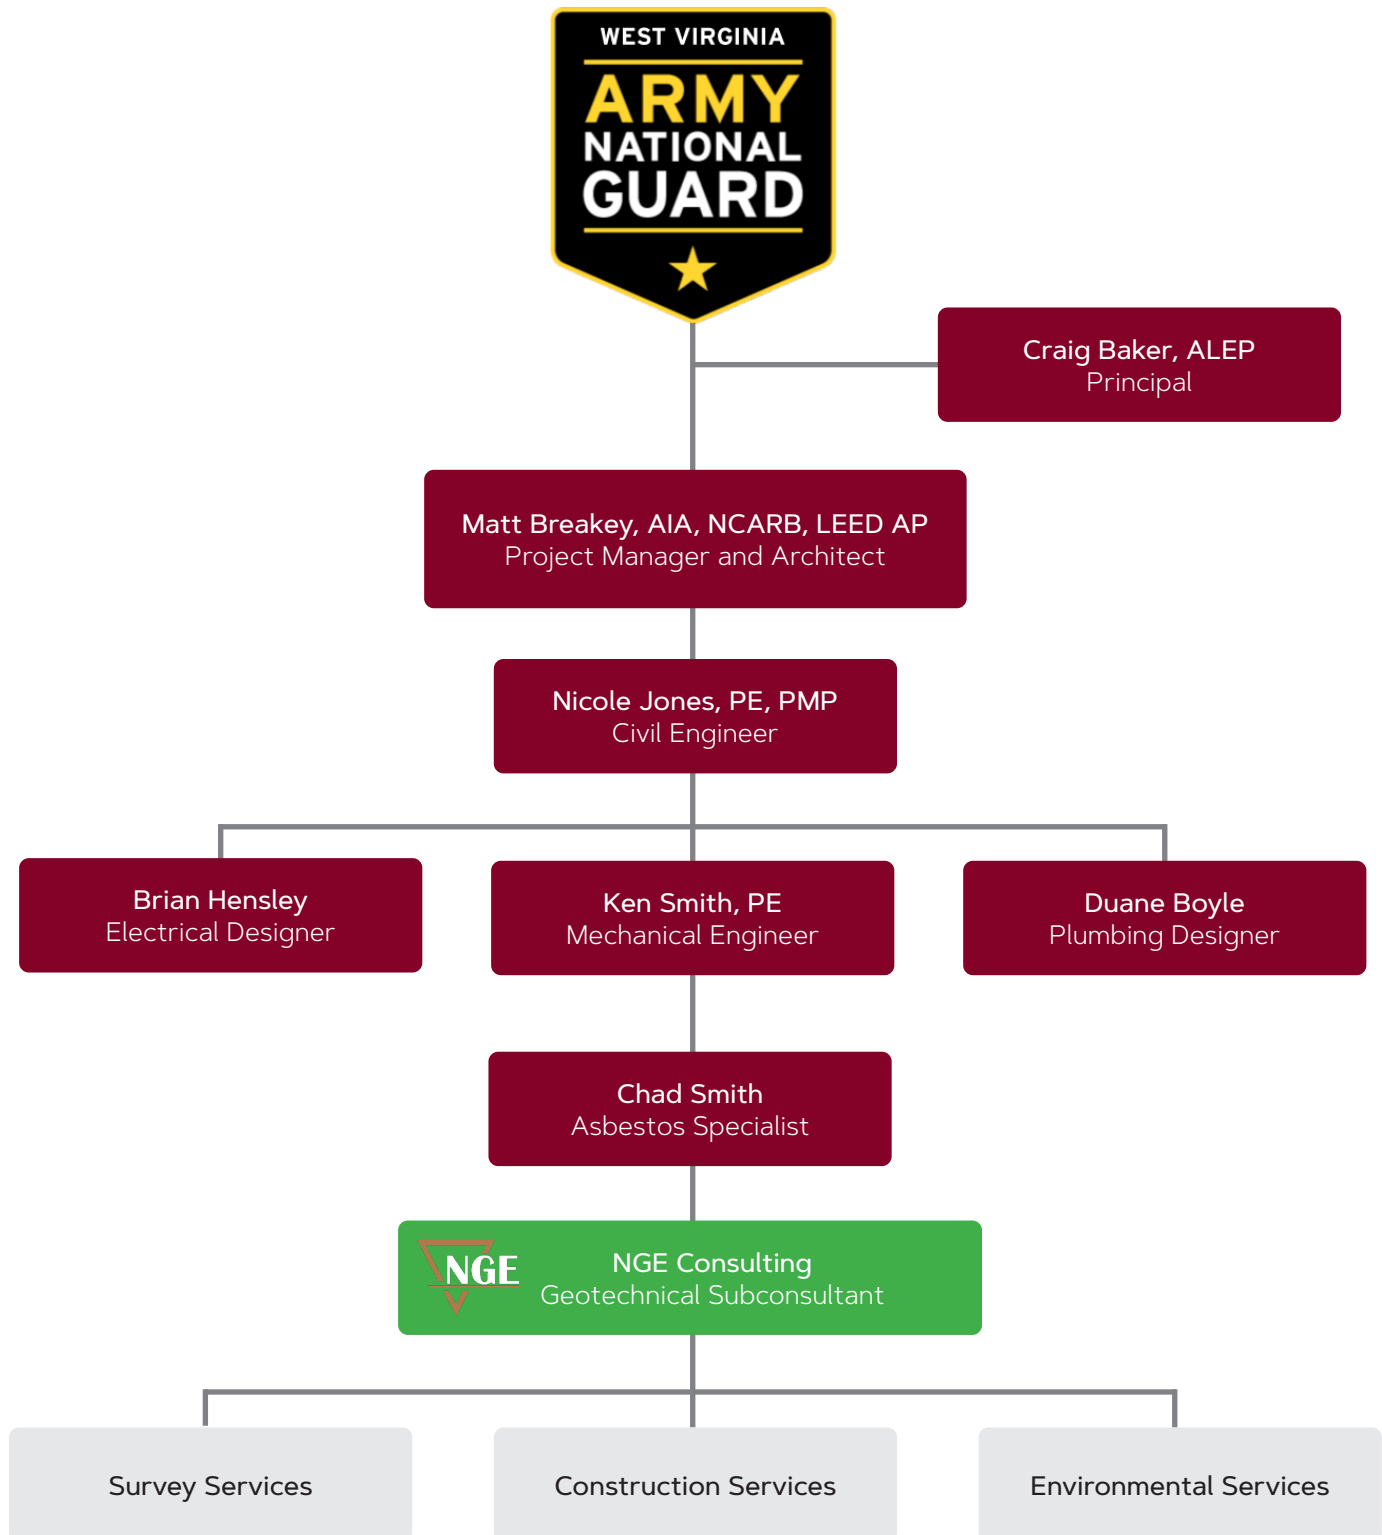 WEST VIRGINIA
ARMY
NATIONAL
GUARD
Craig Baker, ALEP
Principal
Matt Breakey, AIA, NCARB, LEED AP
Project Manager and Architect
Nicole Jones, PE, PMP
Civil Engineer
Brian Hensley
Electrical Designer
Ken Smith, PE
Mechanical Engineer
Duane Boyle
Plumbing Designer
Chad Smith
Asbestos Specialist
NGE
NGE Consulting
Geotechnical Subconsultant
Survey Services
Construction Services
Environmental Services